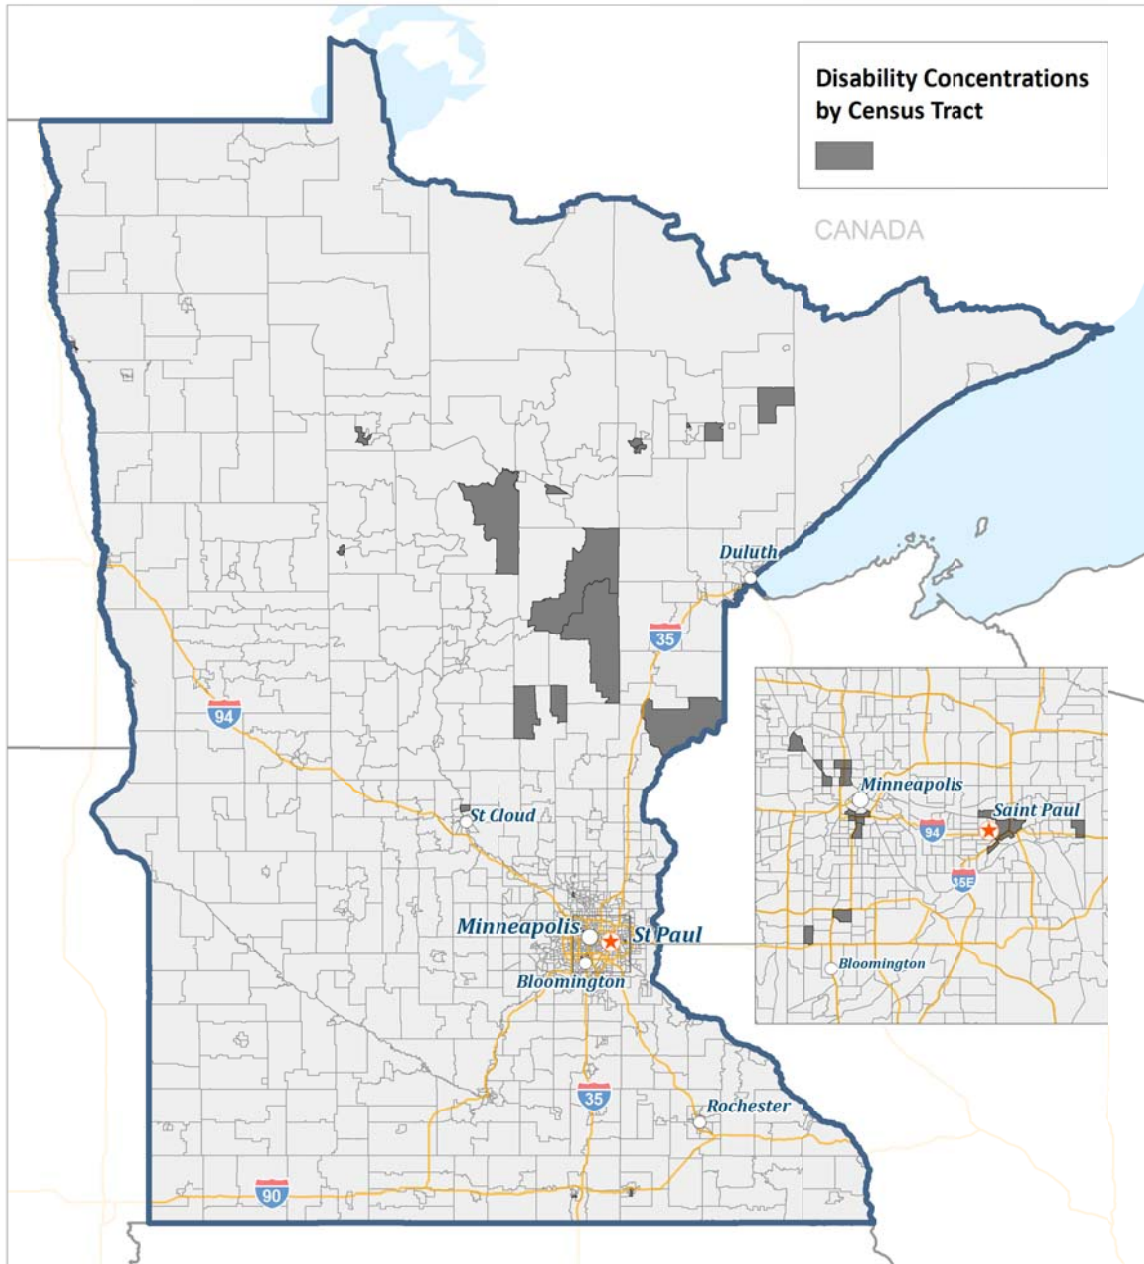 Disability Concentrations
by Census Tract
CANADA
Duluth
35
94
St Cloud
Minneapolis
Saint Paul
94
35E
Bloomington
Minneapolis
St Paul
Bloomington
35
Rochester
90